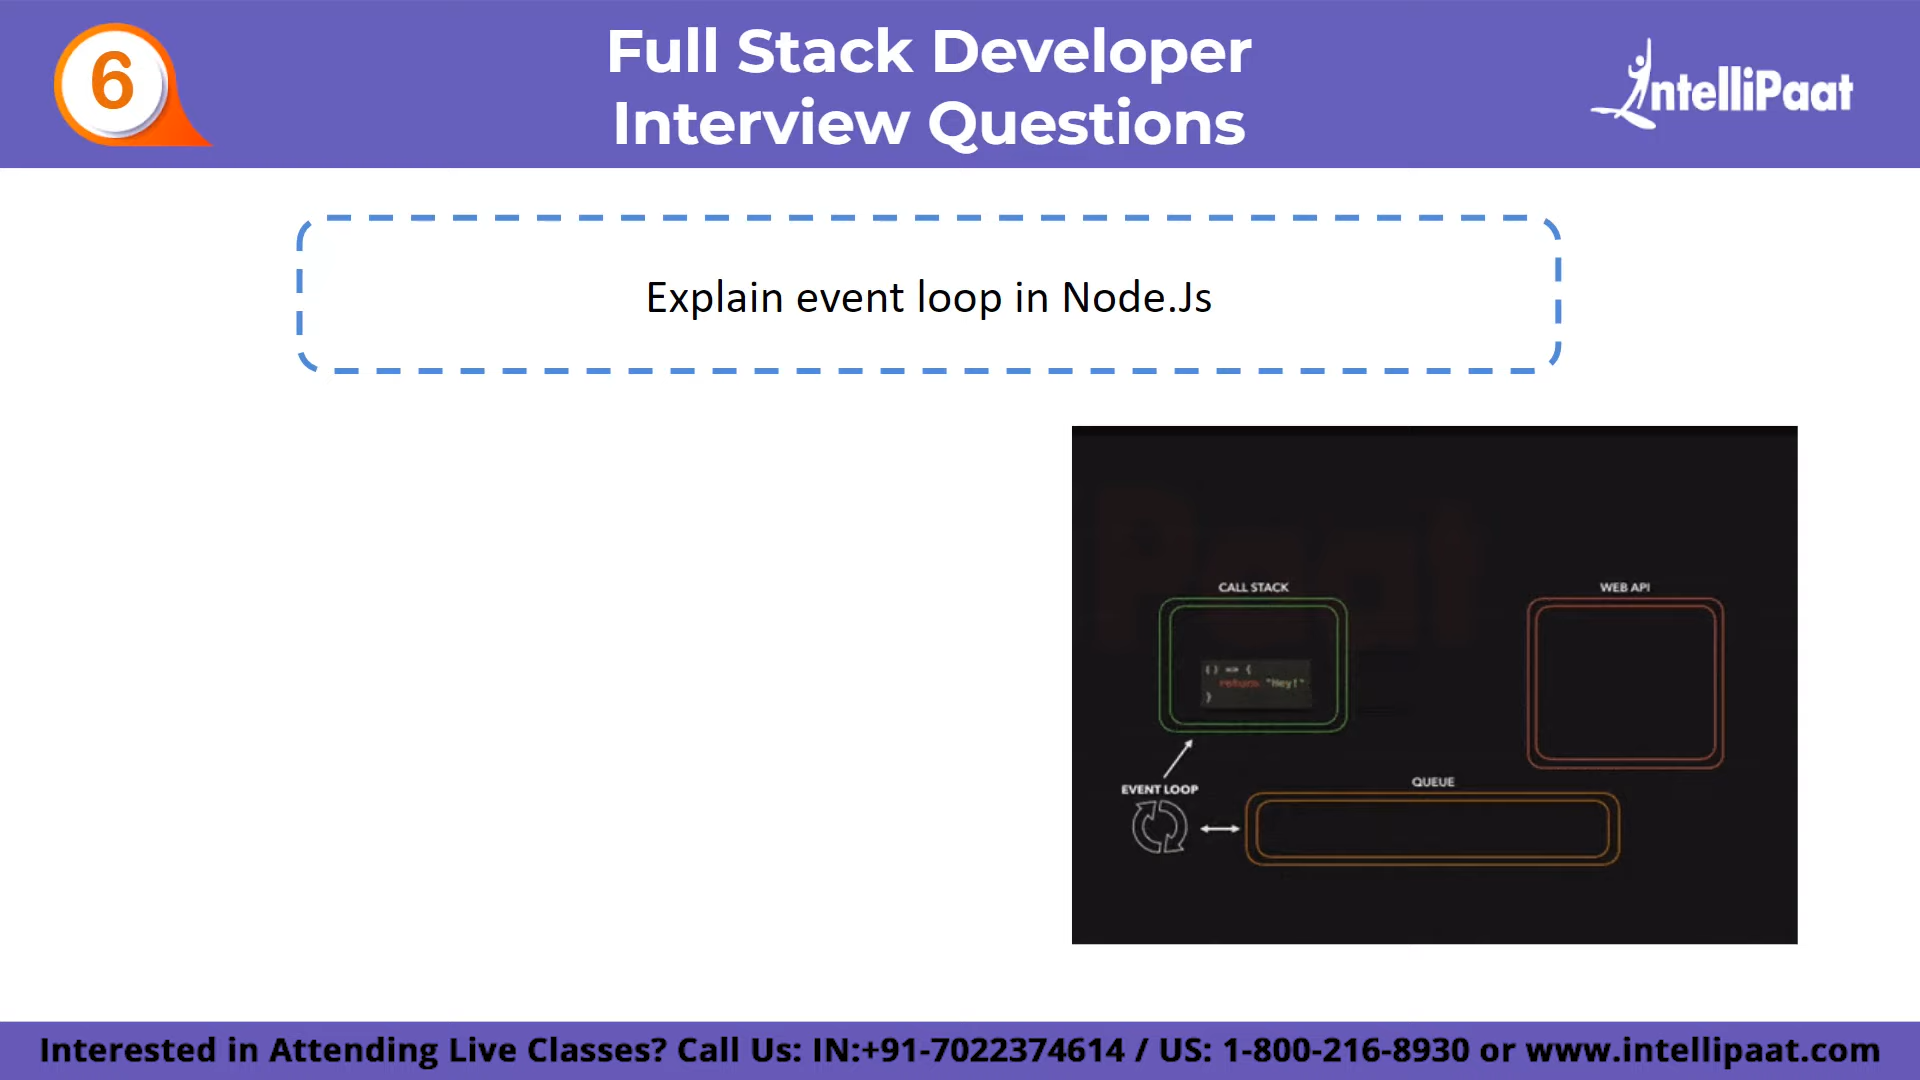 6
Full Stack Developer
Interview Questions
IntelliPaat
Explain event loop in Node.Js
CALL STACK
WEB API
() => {
return "Hey!"
}
QUEUE
EVENT LOOP
Interested in Attending Live Classes? Call Us: IN:+91-7022374614 / US: 1-800-216-8930 or www.intellipaat.com